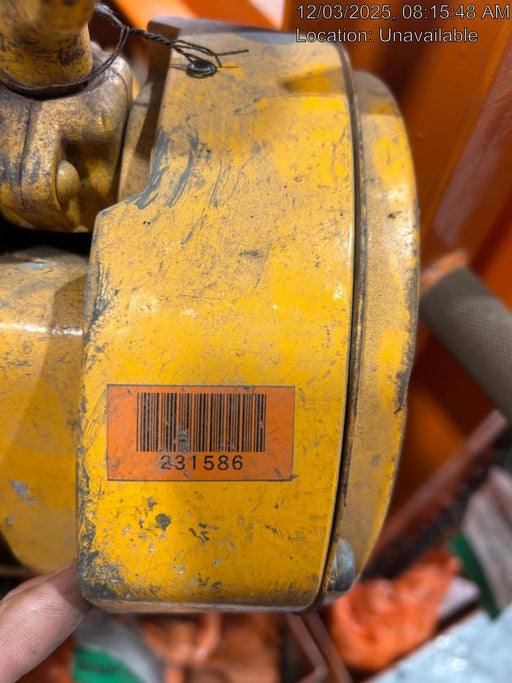 12/03/2025, 08:15:48 AM
Location: Unavailable
231586